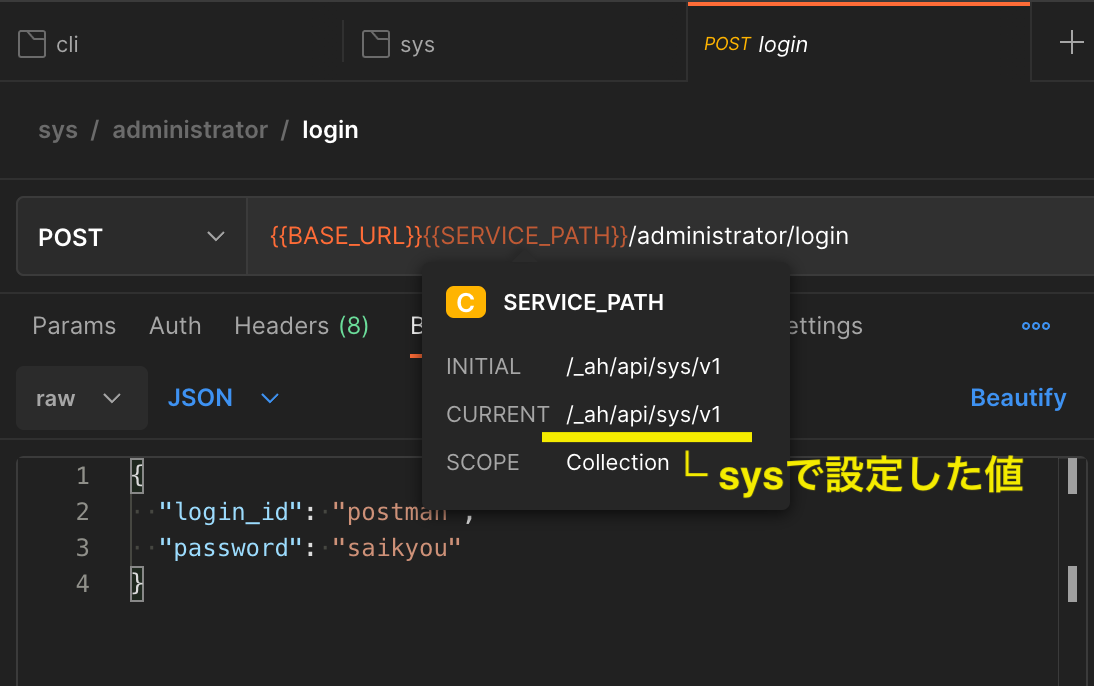 cli sys POST login
sys / administrator / login
POST {{BASE_URL}}{{SERVICE_PATH}}/administrator/login
C SERVICE_PATH
Params Auth Headers (8) B ettings
INITIAL /_ah/api/sys/v1
raw JSON Beautify
CURRENT /_ah/api/sys/v1
SCOPE Collection
sysで設定した値
1 {
2 "login_id": "postman",
3 "password": "saikyou"
4 }